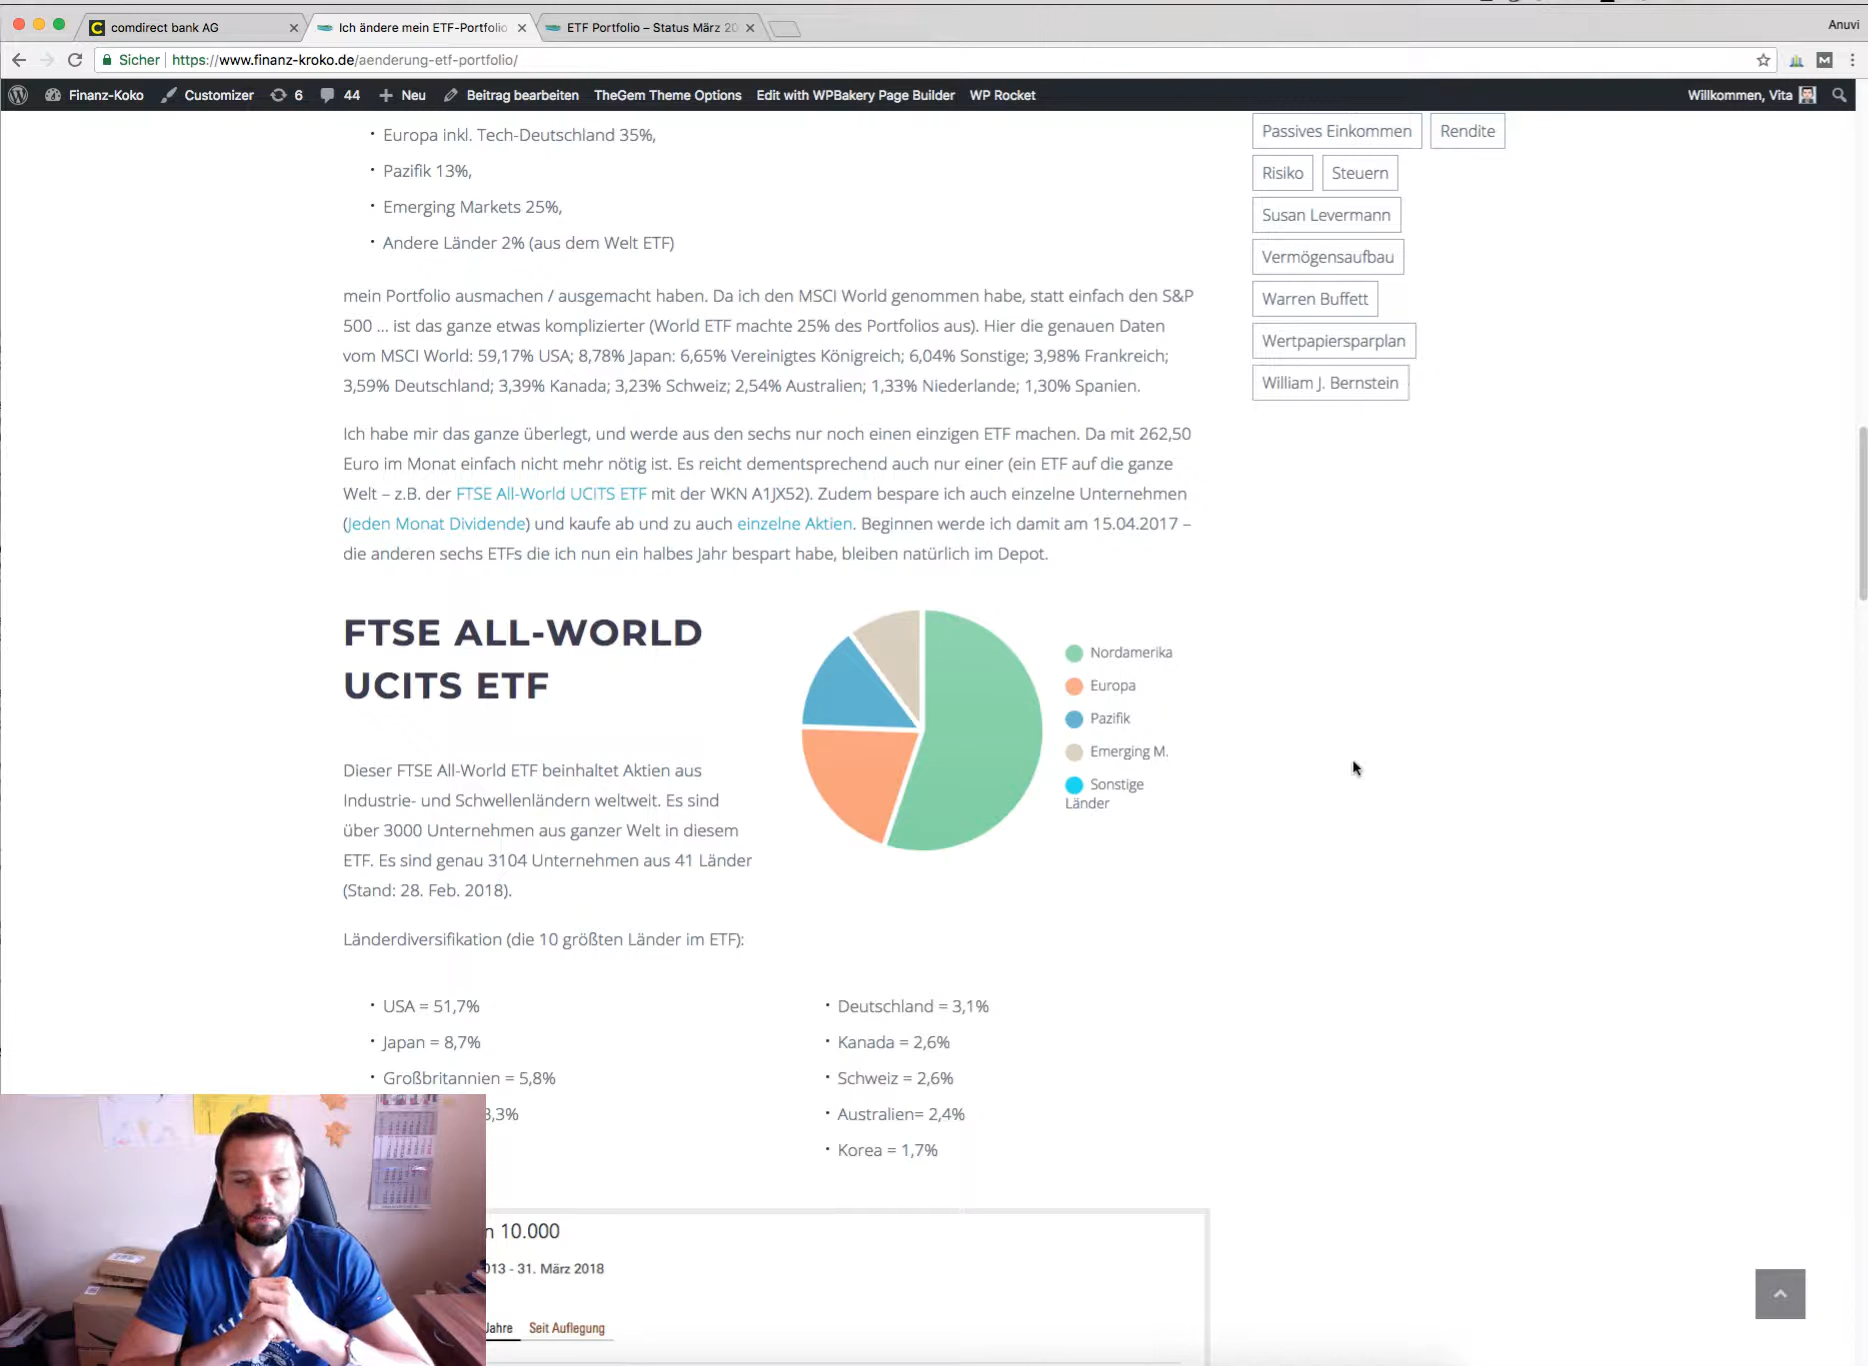 comdirect bank AG
Ich ändere mein ETF-Portfolio
ETF Portfolio – Status März 20
Anuvi
Sicher
https://www.finanz-kroko.de/aenderung-etf-portfolio/
Finanz-Koko
Customizer
6
44
Neu
Beitrag bearbeiten
TheGem Theme Options
Edit with WPBakery Page Builder
WP Rocket
Willkommen, Vita
Europa inkl. Tech-Deutschland 35%,
Pazifik 13%,
Emerging Markets 25%,
Andere Länder 2% (aus dem Welt ETF)
mein Portfolio ausmachen / ausgemacht haben. Da ich den MSCI World genommen habe, statt einfach den S&P
500 ... ist das ganze etwas komplizierter (World ETF machte 25% des Portfolios aus). Hier die genauen Daten
vom MSCI World: 59,17% USA; 8,78% Japan: 6,65% Vereinigtes Königreich; 6,04% Sonstige; 3,98% Frankreich;
3,59% Deutschland; 3,39% Kanada; 3,23% Schweiz; 2,54% Australien; 1,33% Niederlande; 1,30% Spanien.
Ich habe mir das ganze überlegt, und werde aus den sechs nur noch einen einzigen ETF machen. Da mit 262,50
Euro im Monat einfach nicht mehr nötig ist. Es reicht dementsprechend auch nur einer (ein ETF auf die ganze
Welt – z.B. der FTSE All-World UCITS ETF mit der WKN A1JX52). Zudem bespare ich auch einzelne Unternehmen
(Jeden Monat Dividende) und kaufe ab und zu auch einzelne Aktien. Beginnen werde ich damit am 15.04.2017 –
die anderen sechs ETFs die ich nun ein halbes Jahr bespart habe, bleiben natürlich im Depot.
Passives Einkommen
Rendite
Risiko
Steuern
Susan Levermann
Vermögensaufbau
Warren Buffett
Wertpapiersparplan
William J. Bernstein
FTSE ALL-WORLD
UCITS ETF
Dieser FTSE All-World ETF beinhaltet Aktien aus
Industrie- und Schwellenländern weltweit. Es sind
über 3000 Unternehmen aus ganzer Welt in diesem
ETF. Es sind genau 3104 Unternehmen aus 41 Länder
(Stand: 28. Feb. 2018).
Nordamerika
Europa
Pazifik
Emerging M.
Sonstige
Länder
Länderdiversifikation (die 10 größten Länder im ETF):
USA = 51,7%
Japan = 8,7%
Großbritannien = 5,8%
3,3%
Deutschland = 3,1%
Kanada = 2,6%
Schweiz = 2,6%
Australien= 2,4%
Korea = 1,7%
n 10.000
013 - 31. März 2018
Jahre
Seit Auflegung